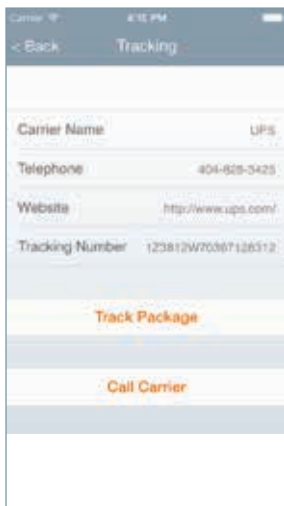 Carrier 4:15 PM
< Back Tracking
Carrier Name UPS
Telephone 404-828-3425
Website http://www.ups.com/
Tracking Number
Track Package
Call Carrier